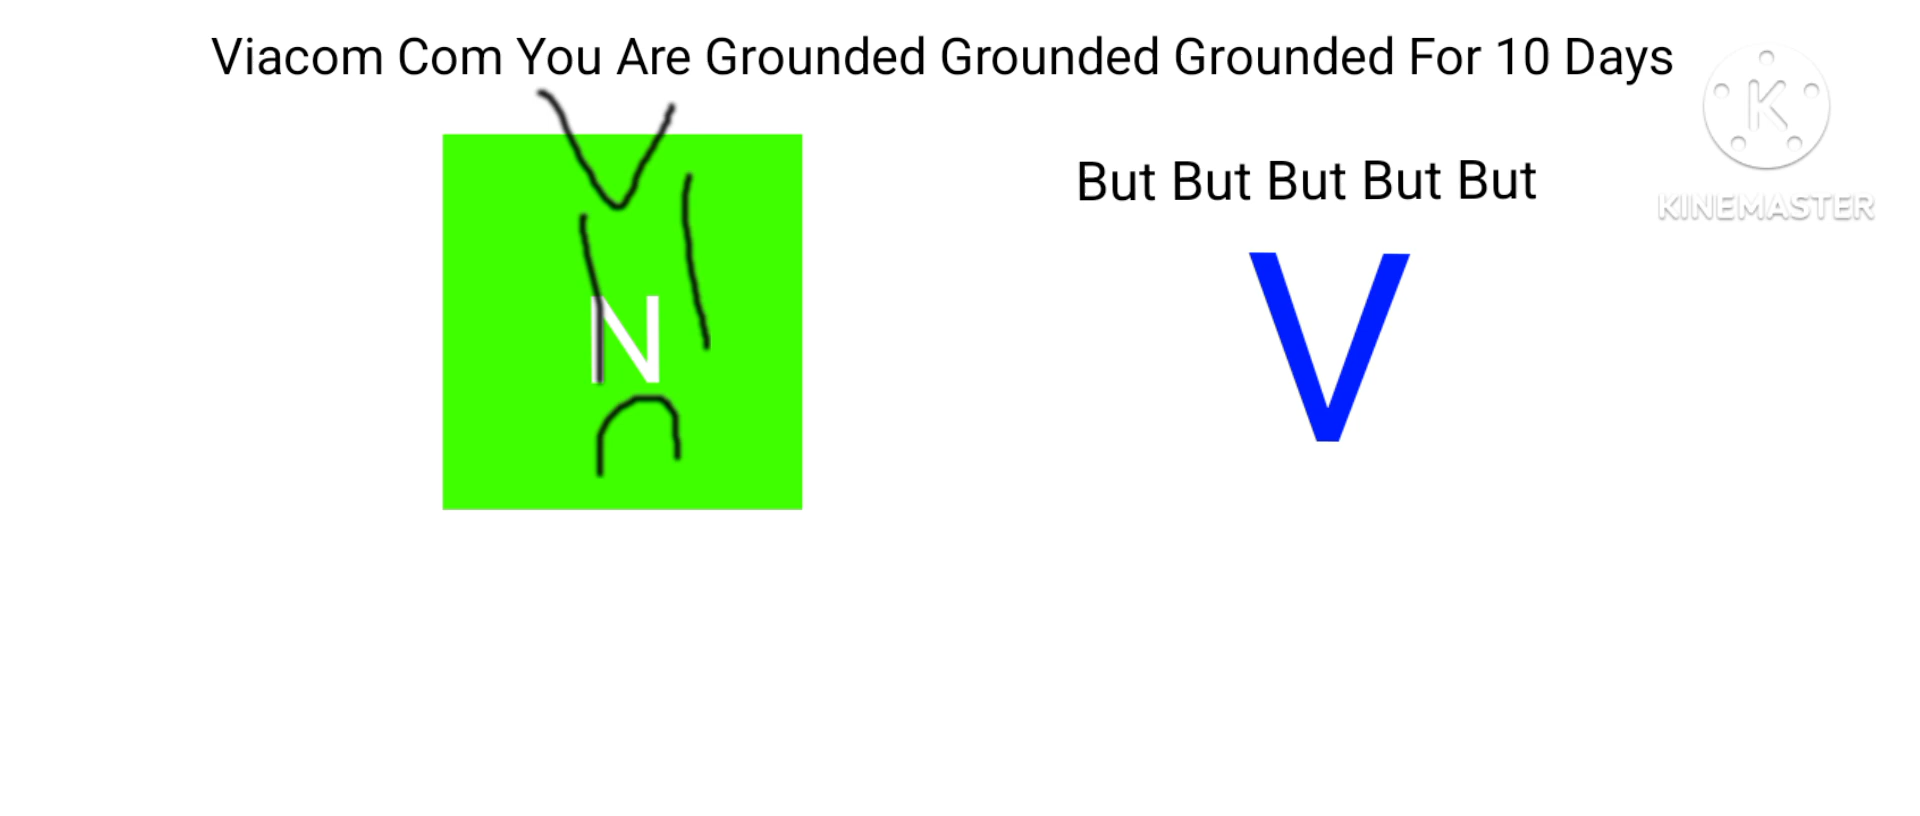 Viacom Com You Are Grounded Grounded Grounded For 10 Days
But But But But But
N
V
K
KINEMASTER